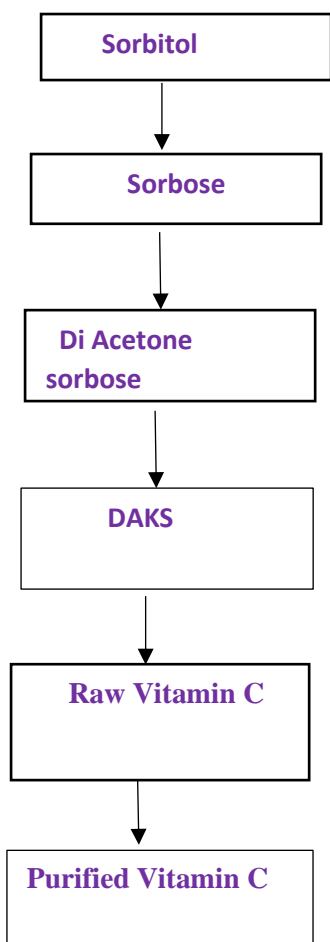 Sorbitol
Sorbose
Di Acetone
sorbose
DAKS
Raw Vitamin C
Purified Vitamin C